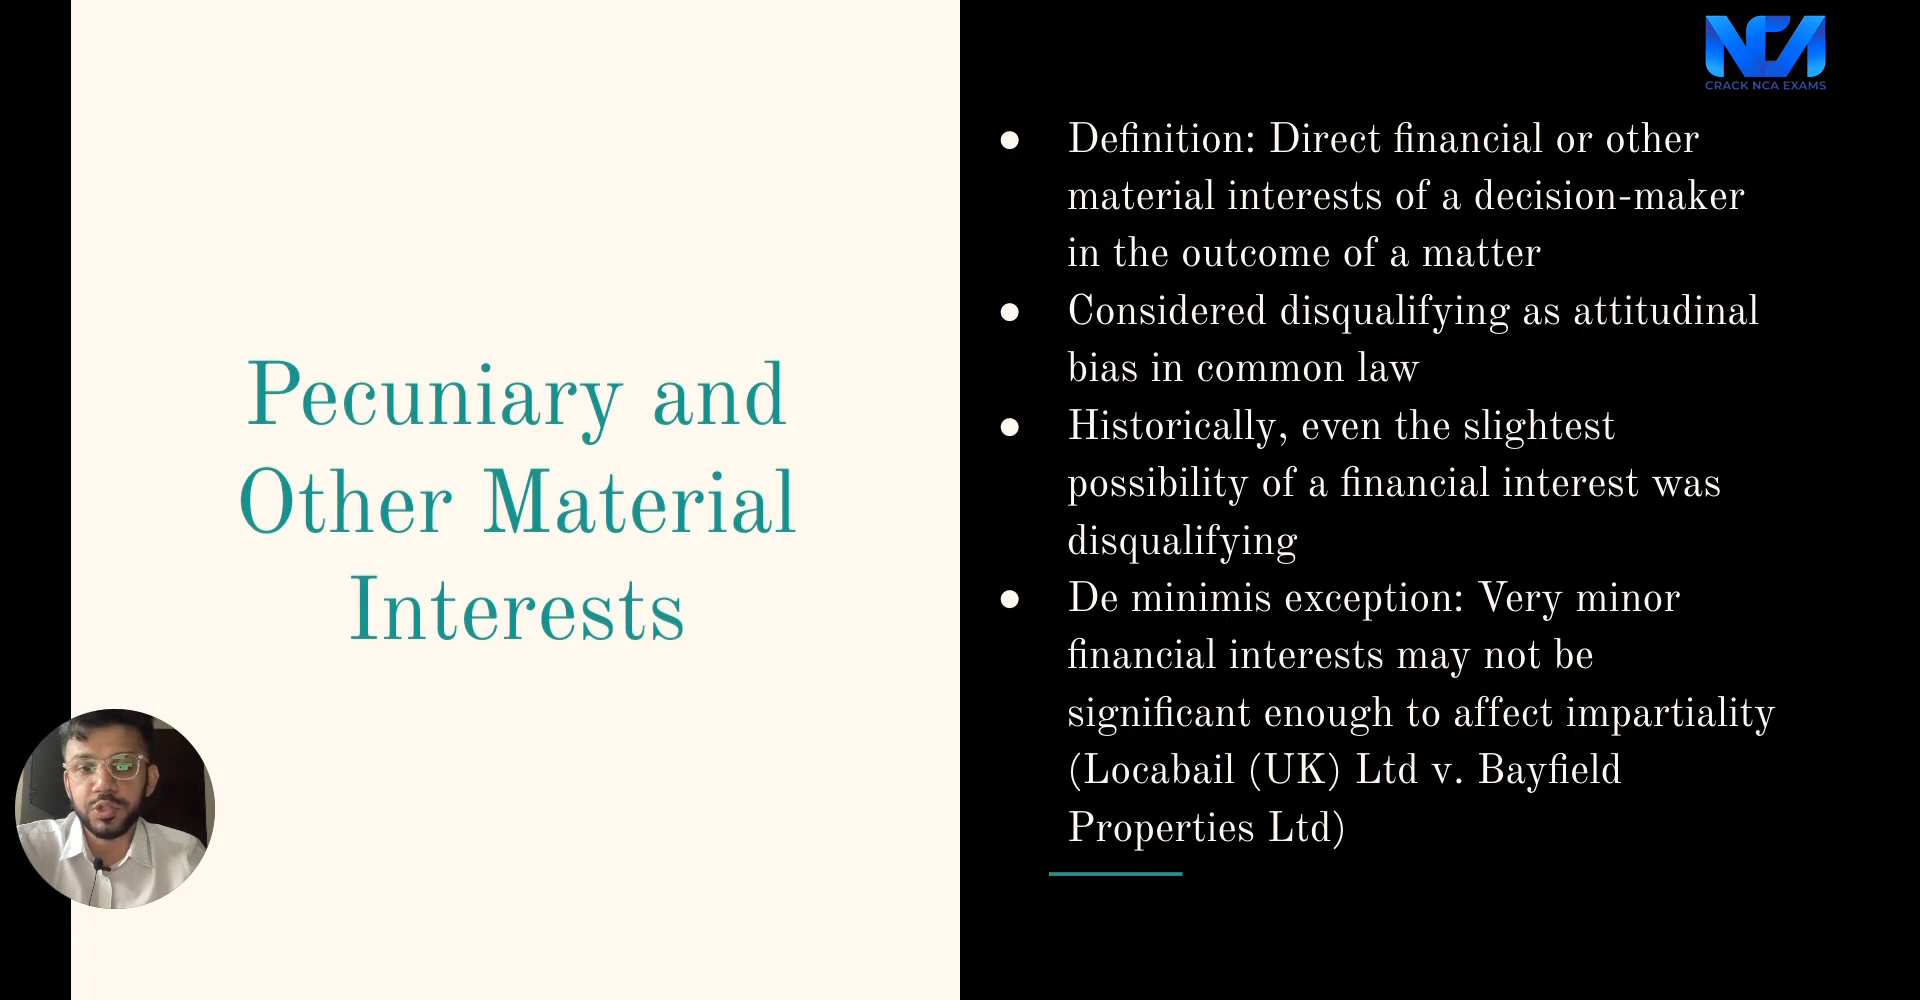 NCA
CRACK NCA EXAMS
Pecuniary and
Other Material
Interests
● Definition: Direct financial or other
material interests of a decision-maker
in the outcome of a matter
● Considered disqualifying as attitudinal
bias in common law
● Historically, even the slightest
possibility of a financial interest was
disqualifying
● De minimis exception: Very minor
financial interests may not be
significant enough to affect impartiality
(Locabail (UK) Ltd v. Bayfield
Properties Ltd)